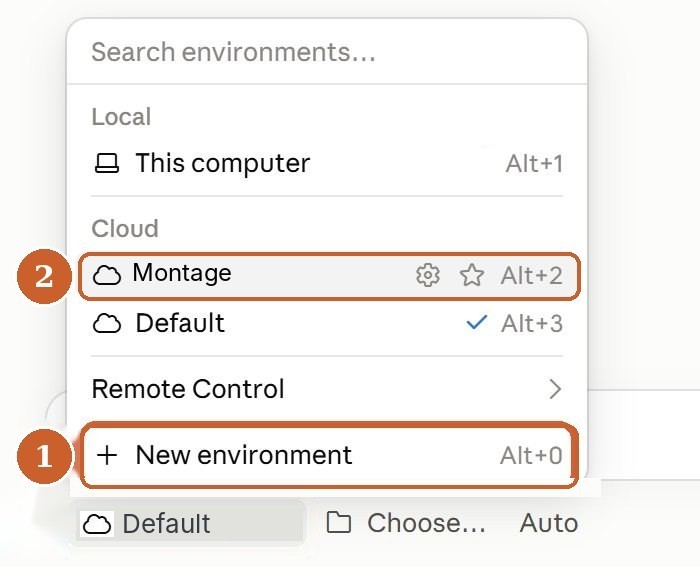 Search environments...
Local
This computer Alt+1
Cloud
2 Montage Alt+2
Default Alt+3
Remote Control
1 + New environment Alt+0
Default Choose... Auto